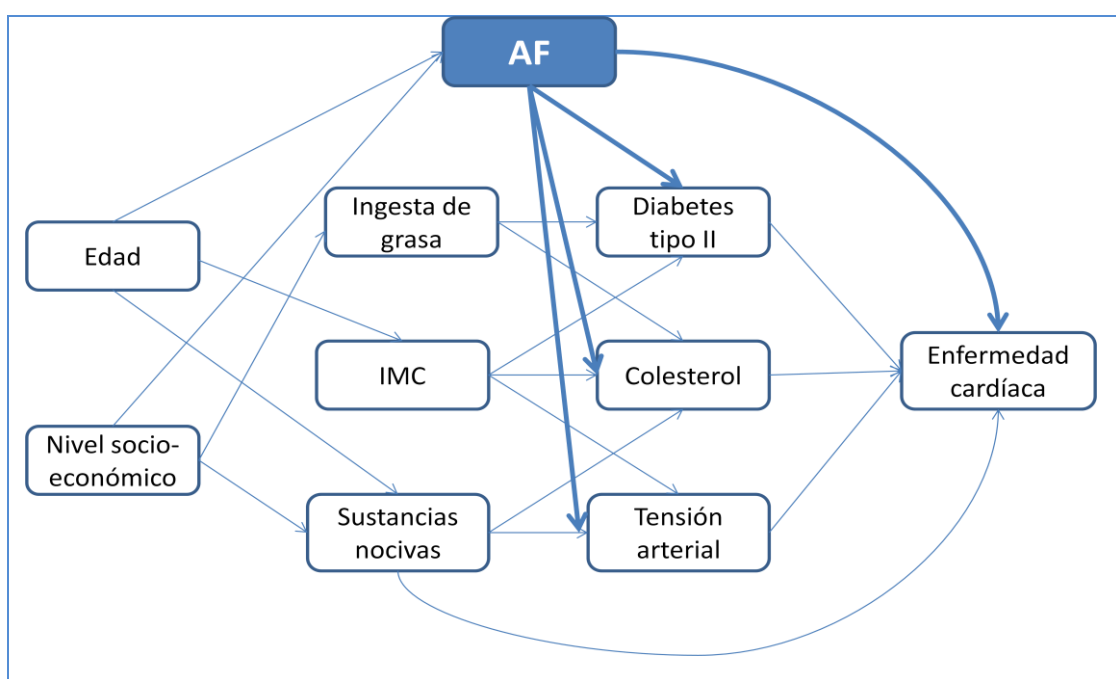 AF
Ingesta de
grasa
Diabetes
tipo II
Edad
IMC
Colesterol
Enfermedad
cardíaca
Nivel socio-
económico
Sustancias
nocivas
Tensión
arterial